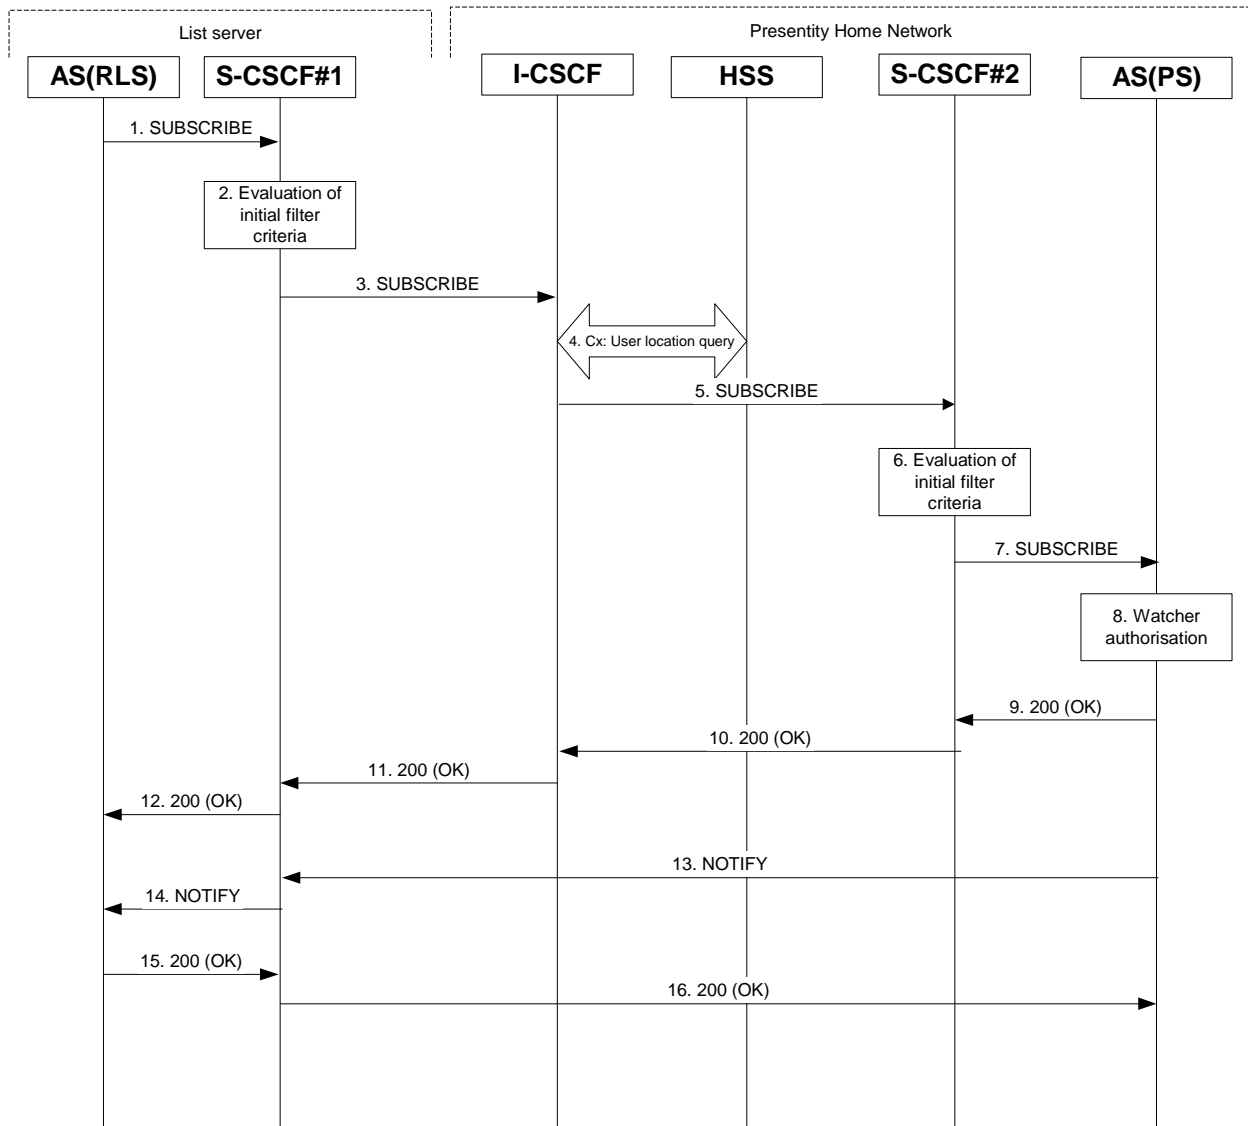 List server
Presentity Home Network
AS(RLS)
S-CSCF#1
I-CSCF
HSS
S-CSCF#2
AS(PS)
1. SUBSCRIBE
2. Evaluation of
initial filter
criteria
3. SUBSCRIBE
4. Cx: User location query
5. SUBSCRIBE
6. Evaluation of
initial filter
criteria
7. SUBSCRIBE
8. Watcher
authorisation
9. 200 (OK)
10. 200 (OK)
11. 200 (OK)
12. 200 (OK)
13. NOTIFY
14. NOTIFY
15. 200 (OK)
16. 200 (OK)